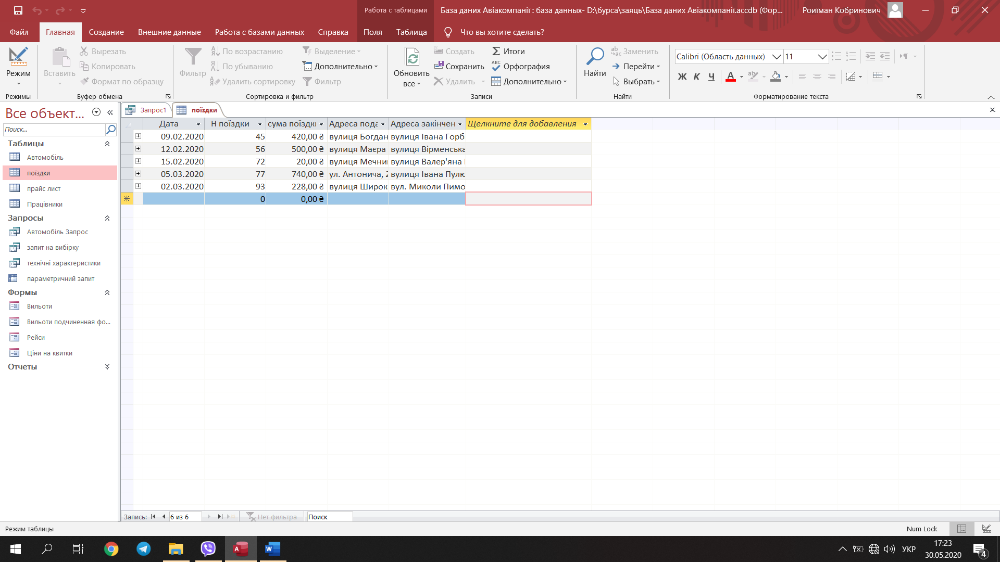 Работа с таблицами
База даних Авіакомпанії : база данных- D:\бурса\заяць\База даних Авіакомпанії.accdb (Фор...
Роиїман Кобринович
Файл Главная Создание Внешние данные Работа с базами данных Справка Поля Таблица Что вы хотите сделать?
Режим
Режимы
Вставить
Вырезать
Копировать
Формат по образцу
Буфер обмена
Фильтр
По возрастанию
По убыванию
Удалить сортировку
Выделение
Дополнительно
Фильтр
Сортировка и фильтр
Обновить
все
Создать
Сохранить
Удалить
Итоги
Орфография
Дополнительно
Записи
Найти
Заменить
Перейти
Выбрать
Найти
Calibri (Область данных) 11
Ж К Ч А
Форматирование текста
Все объект...
Поиск...
Таблицы
Автомобіль
поїздки
прайс лист
Працівники
Запросы
Автомобіль Запрос
запит на вибірку
технічні характеристики
параметричний запит
Формы
Вильоти
Вильоти подчиненная фо...
Рейси
Ціни на квитки
Отчеты
Запрос1 поїздки
Дата Н поїздки сума поїздки Адреса пода Адреса закінчен Щелкните для добавления
09.02.2020 45 420,00 ₴ вулиця Богдан вулиця Івана Горб
12.02.2020 56 500,00 ₴ вулиця Маєра вулиця Вірменська
15.02.2020 72 20,00 ₴ вулиця Мечни вулиця Валер'яна
05.03.2020 77 740,00 ₴ ул. Антонича, 2 вулиця Івана Пулю
02.03.2020 93 228,00 ₴ вулиця Широк вул. Миколи Пимо
0 0,00 ₴
Запись: 6 из 6 Нет фильтра Поиск
Режим таблицы
Num Lock
УКР
17:23
30.05.2020
4